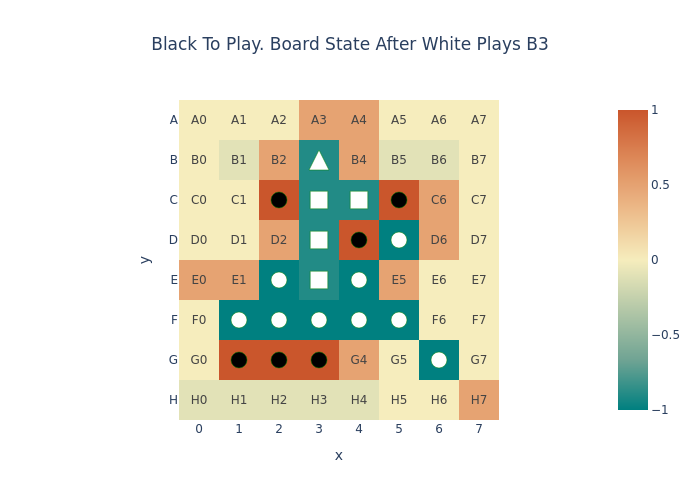 Black To Play. Board State After White Plays B3
A A0 A1 A2 A3 A4 A5 A6 A7
B B0 B1 B2 B4 B5 B6 B7
C C0 C1 C6 C7
D D0 D1 D2 D6 D7
E E0 E1 E5 E6 E7
F F0 F6 F7
G G0 G4 G5 G7
H H0 H1 H2 H3 H4 H5 H6 H7
0 1 2 3 4 5 6 7
x
y
1
0.5
0
−0.5
−1